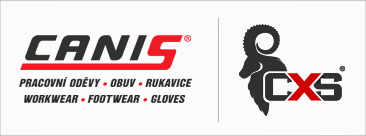 CANIS®
PRACOVNÍ ODĚVY • OBUV • RUKAVICE
WORKWEAR • FOOTWEAR • GLOVES
CXS®